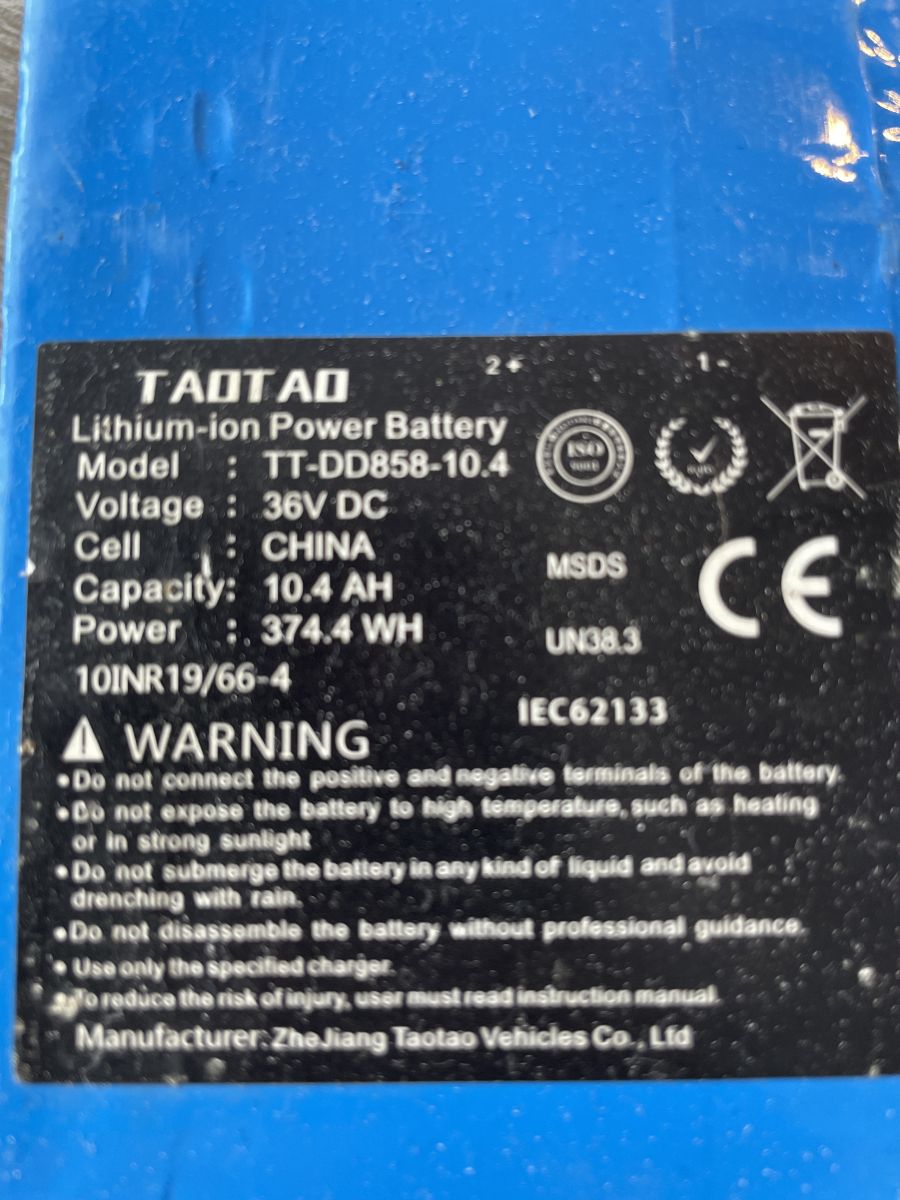 2+ 1-
TAOTAO
Lithium-ion Power Battery
Model : TT-DD858-10.4
Voltage : 36V DC
Cell : CHINA
Capacity: 10.4 AH
Power : 374.4 WH
10INR19/66-4
ISO
MSDS
CE
UN38.3
IEC62133
WARNING
•Do not connect the positive and negative terminals of the battery.
•Do not expose the battery to high temperature, such as heating
or in strong sunlight
•Do not submerge the battery in any kind of liquid and avoid
drenching with rain.
•Do not disassemble the battery without professional guidance.
•Use only the specified charger.
To reduce the risk of injury, user must read instruction manual.
Manufacturer: ZheJiang Taotao Vehicles Co., Ltd